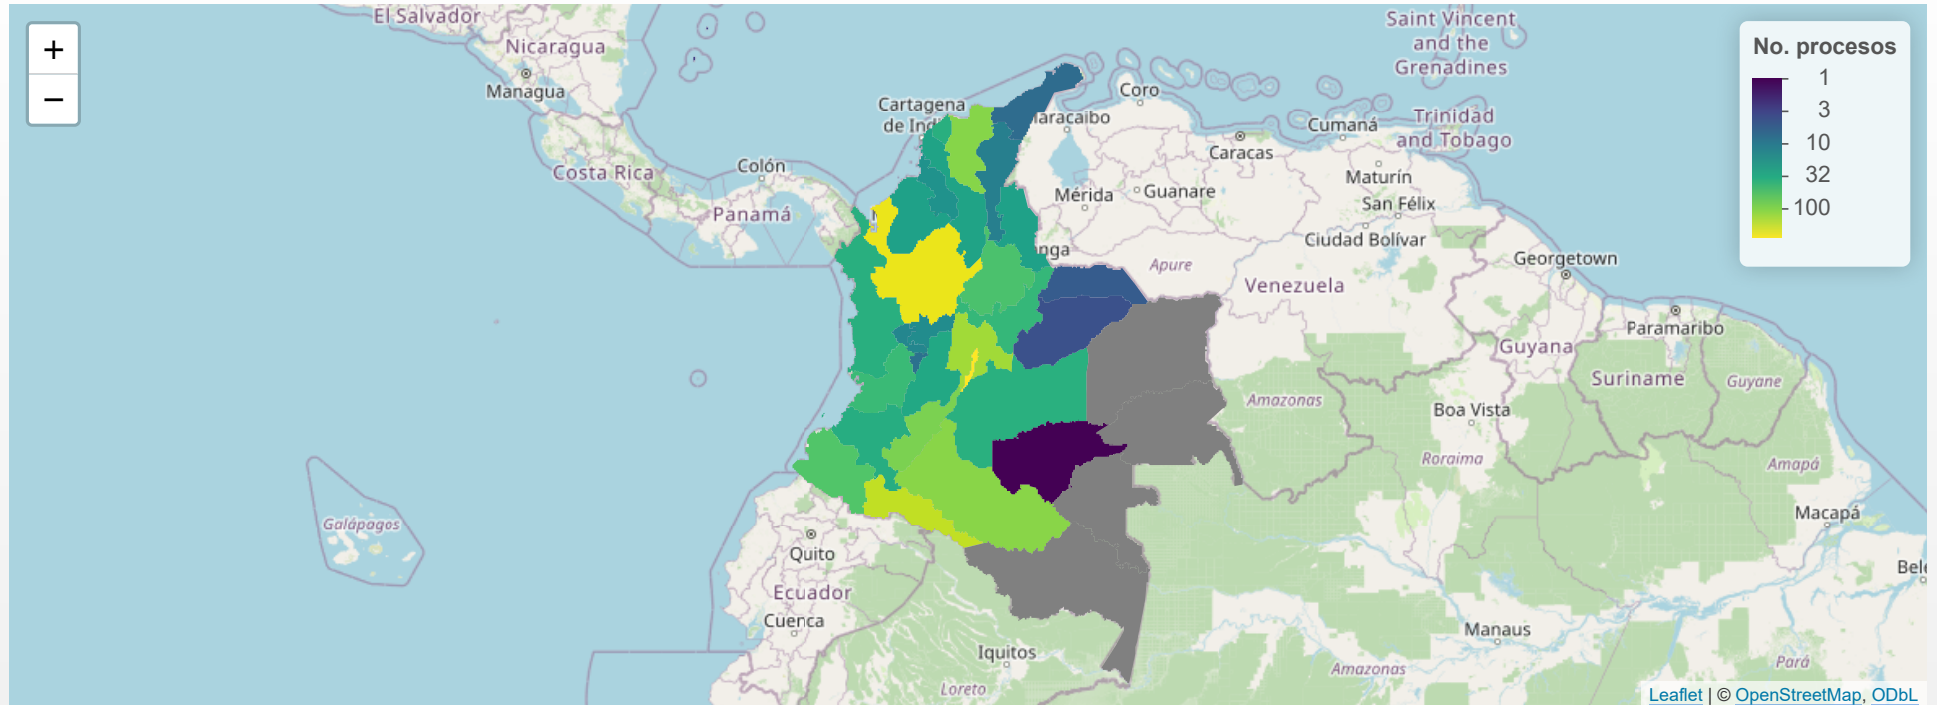 +
−
El Salvador
Nicaragua
Managua
Costa Rica
Colón
Panamá
Cartagena
de Ind
aracaibo
Coro
Caracas
Cumaná
Saint Vincent
and the
Grenadines
Trinidad
and Tobago
Mérida
Guanare
Maturín
San Félix
Ciudad Bolívar
nga
Apure
Venezuela
Georgetown
Paramaribo
Guyana
Suriname
Guyane
Amazonas
Boa Vista
Roraima
Amapá
Macapá
Galápagos
Quito
Ecuador
Cuenca
Iquitos
Loreto
Manaus
Amazonas
Pará
Bele
No. procesos
1
3
10
32
100
Leaflet | © OpenStreetMap, ODbL